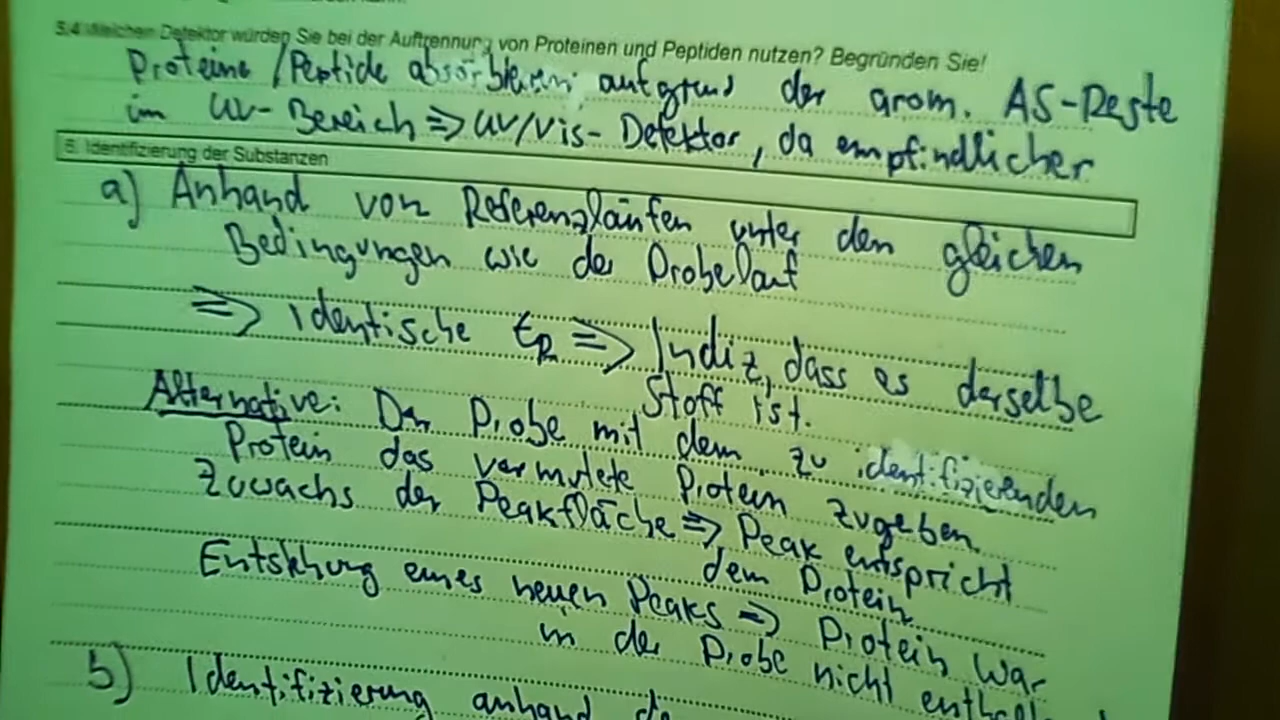 5.4 Welchen Detektor würden Sie bei der Auftrennung von Proteinen und Peptiden nutzen? Begründen Sie!
Proteine/Peptide absorbieren aufgrund der arom. AS-Reste
im UV-Bereich ⇒ UV/Vis-Detektor, da empfindlicher
6. Identifizierung der Substanzen
a) Anhand von Referenzläufen unter den gleichen
Bedingungen wie der Probelauf
⇒ identische tR ⇒ Indiz, dass es derselbe
Stoff ist.
Alternative: Der Probe mit dem zu identifizierenden
Protein das vermutete Protein zugeben.
Zuwachs der Peakfläche ⇒ Peak entspricht
dem Protein
Entstehung eines neuen Peaks ⇒ Protein war
in der Probe nicht
b) Identifizierung anhand